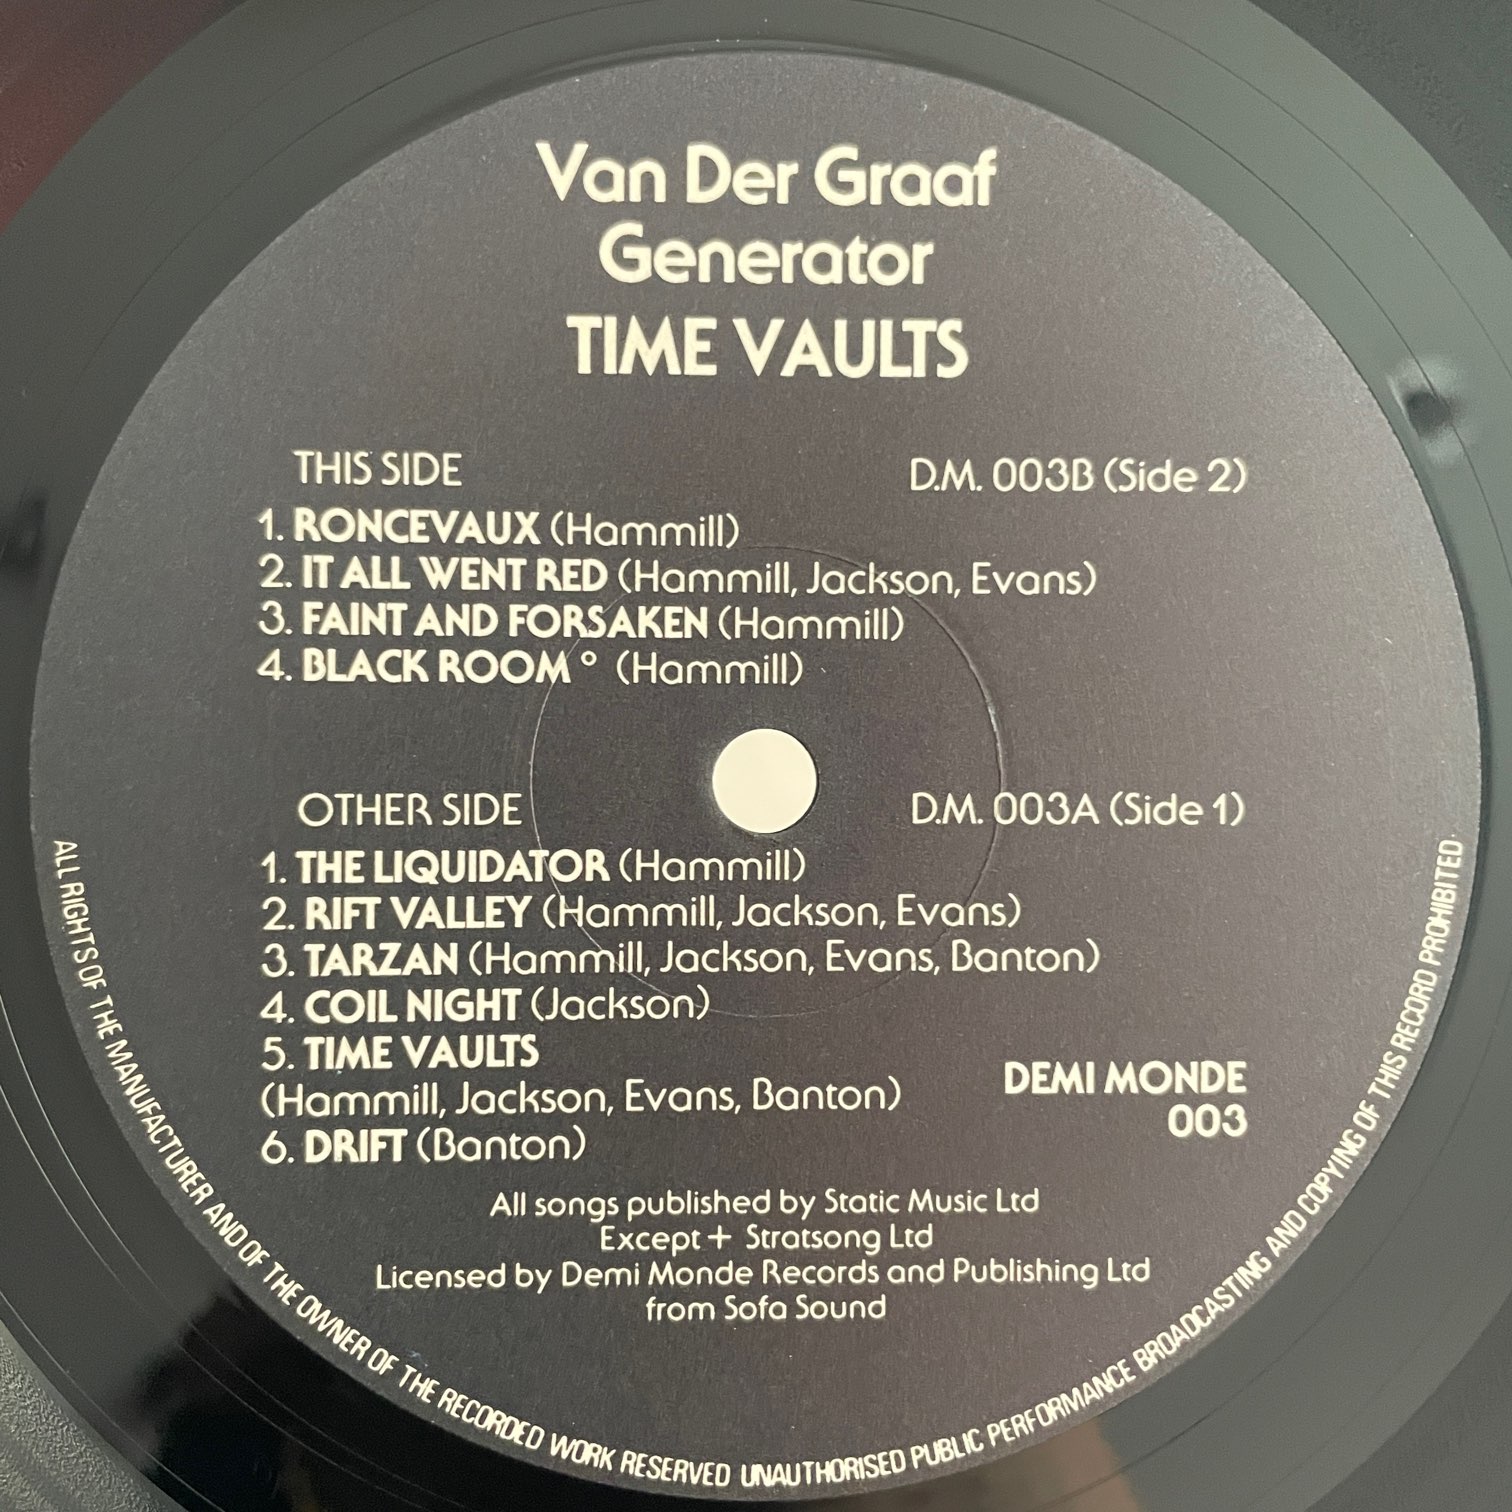 Van Der Graaf
Generator
TIME VAULTS
THIS SIDE D.M. 003B (Side 2)
1. RONCEVAUX (Hammill)
2. IT ALL WENT RED (Hammill, Jackson, Evans)
3. FAINT AND FORSAKEN (Hammill)
4. BLACK ROOM ° (Hammill)
OTHER SIDE D.M. 003A (Side 1)
1. THE LIQUIDATOR (Hammill)
2. RIFT VALLEY (Hammill, Jackson, Evans)
3. TARZAN (Hammill, Jackson, Evans, Banton)
4. COIL NIGHT (Jackson)
5. TIME VAULTS
(Hammill, Jackson, Evans, Banton)
6. DRIFT (Banton)
DEMI MONDE
003
All songs published by Static Music Ltd
Except + Stratsong Ltd
Licensed by Demi Monde Records and Publishing Ltd
from Sofa Sound
ALL RIGHTS OF THE MANUFACTURER AND OF THE OWNER OF THE RECORDED WORK RESERVED UNAUTHORISED PUBLIC PERFORMANCE BROADCASTING AND COPYING OF THIS RECORD PROHIBITED.